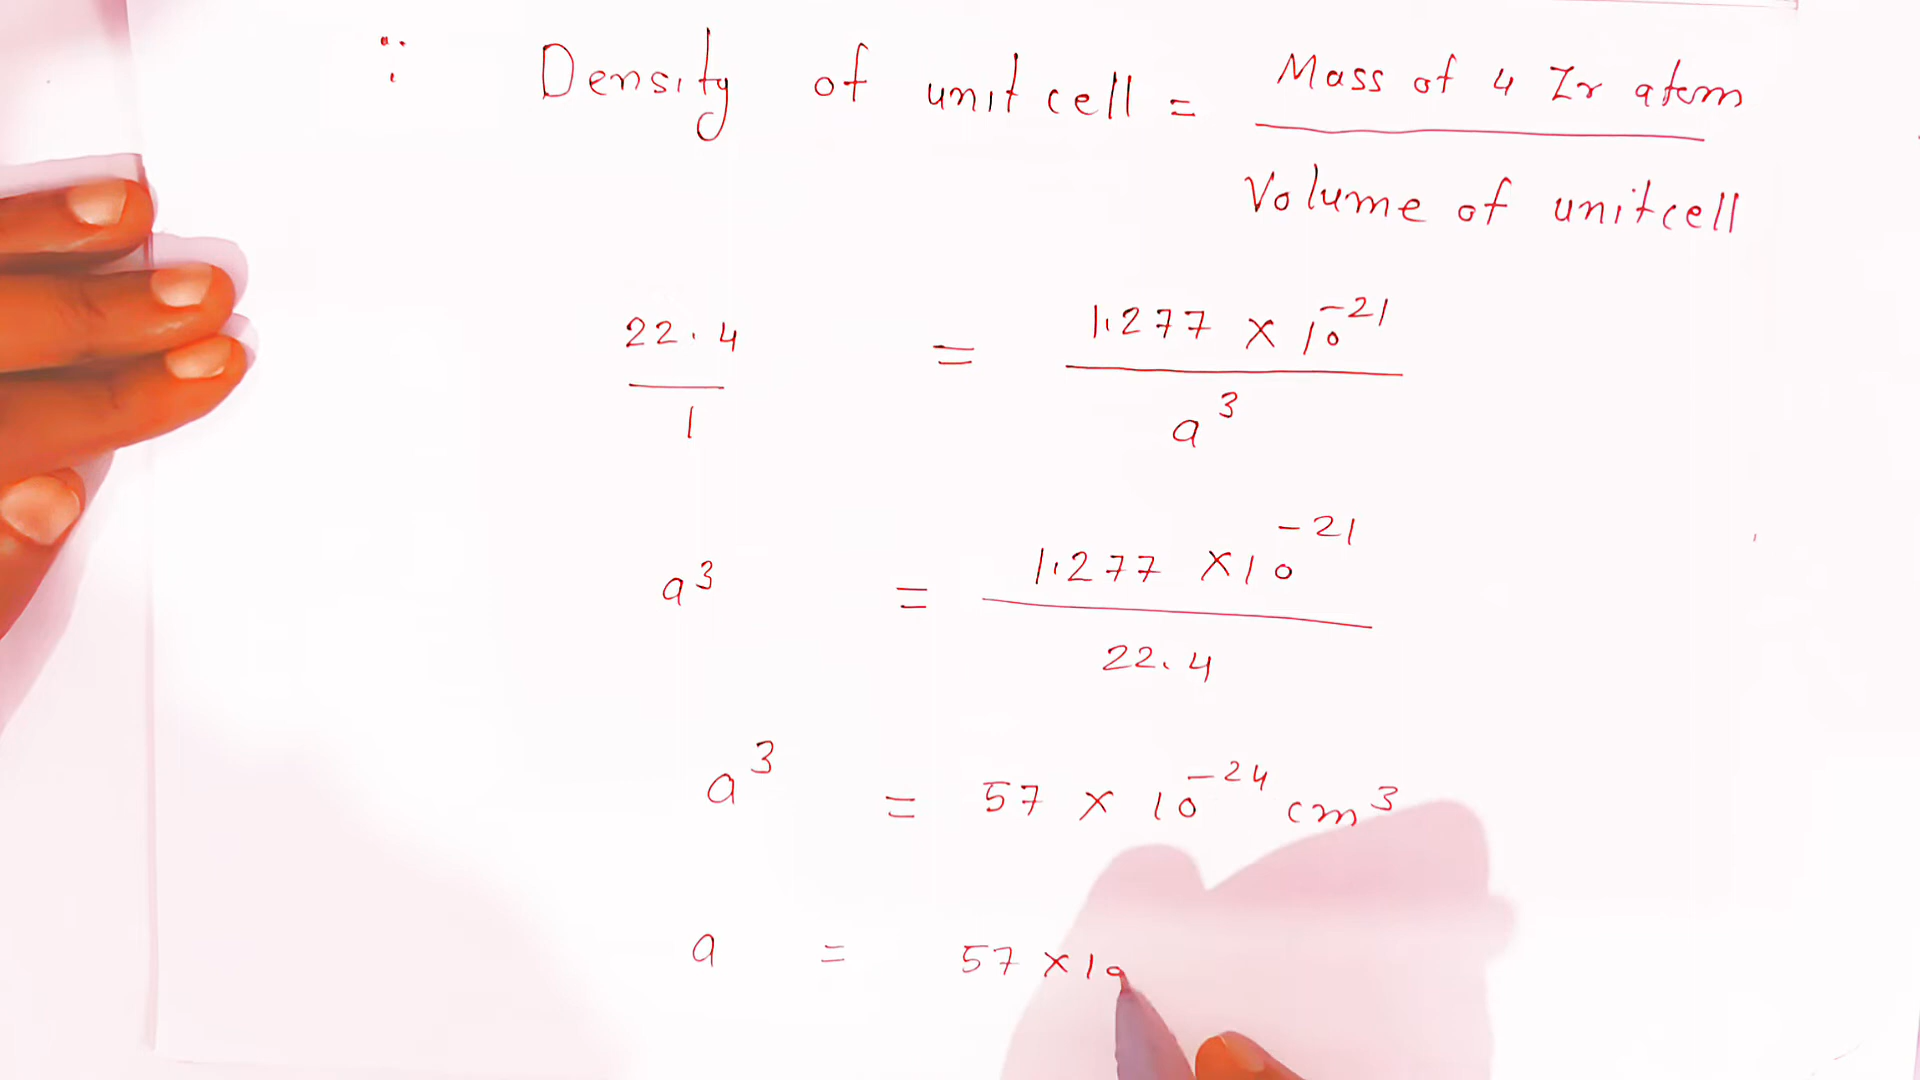 ∵ Density of unit cell = Mass of 4 Zr atom
Volume of unitcell
22.4 / 1 = 1.277 × 10⁻²¹ / a³
a³ = 1.277 × 10⁻²¹ / 22.4
a³ = 57 × 10⁻²⁴ cm³
a = 57 × 10